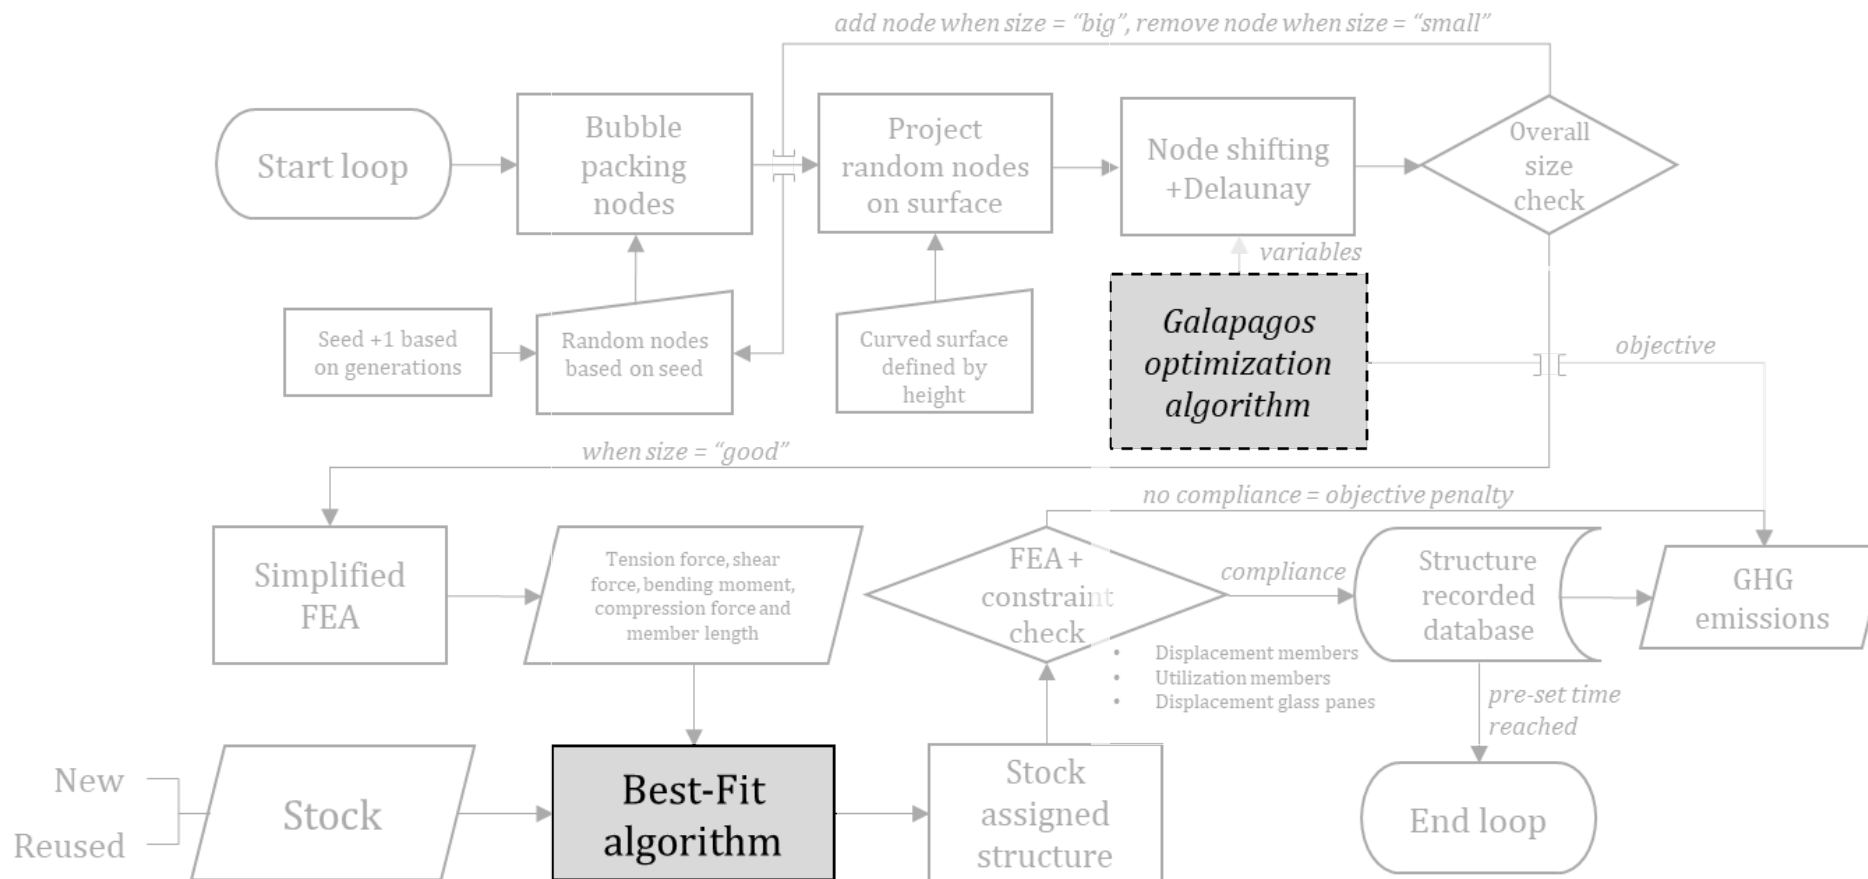 add node when size = “big”, remove node when size = “small”
Start loop
Bubble
packing
nodes
Project
random nodes
on surface
Node shifting
+Delaunay
Overall
size
check
variables
Seed +1 based
on generations
Random nodes
based on seed
Curved surface
defined by
height
Galapagos
optimization
algorithm
objective
when size = “good”
no compliance = objective penalty
Simplified
FEA
Tension force, shear
force, bending moment,
compression force and
member length
FEA +
constraint
check
compliance
Structure
recorded
database
GHG
emissions
• Displacement members
• Utilization members
• Displacement glass panes
pre-set time
reached
New
Reused
Stock
Best-Fit
algorithm
Stock
assigned
structure
End loop